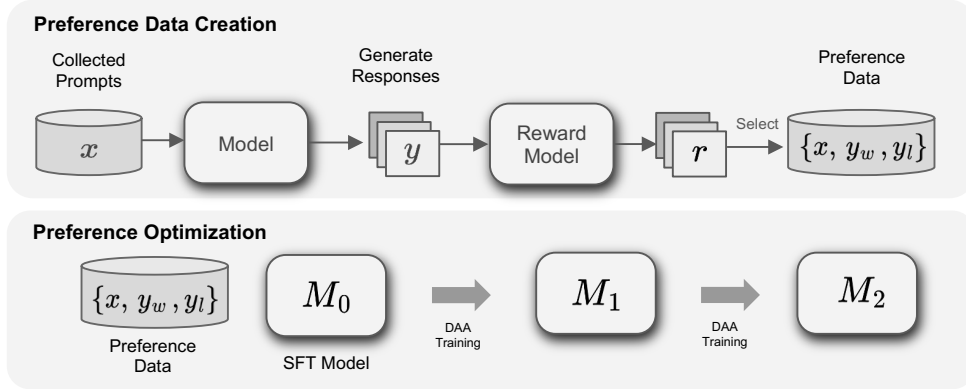 Preference Data Creation
Collected
Prompts
Generate
Responses
Preference
Data
x
Model
y
Reward
Model
r
Select
{x, y_w, y_l}
Preference Optimization
{x, y_w, y_l}
M_0
M_1
M_2
DAA
Training
DAA
Training
Preference
Data
SFT Model